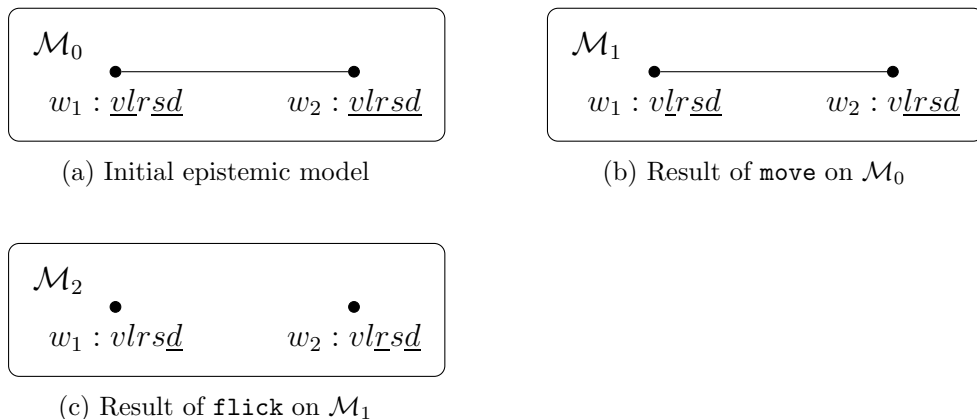 M₀
w₁ : vlrsd w₂ : vlrsd
(a) Initial epistemic model
M₁
w₁ : vlrsd w₂ : vlrsd
(b) Result of move on M₀
M₂
w₁ : vlrsd w₂ : vlrsd
(c) Result of flick on M₁